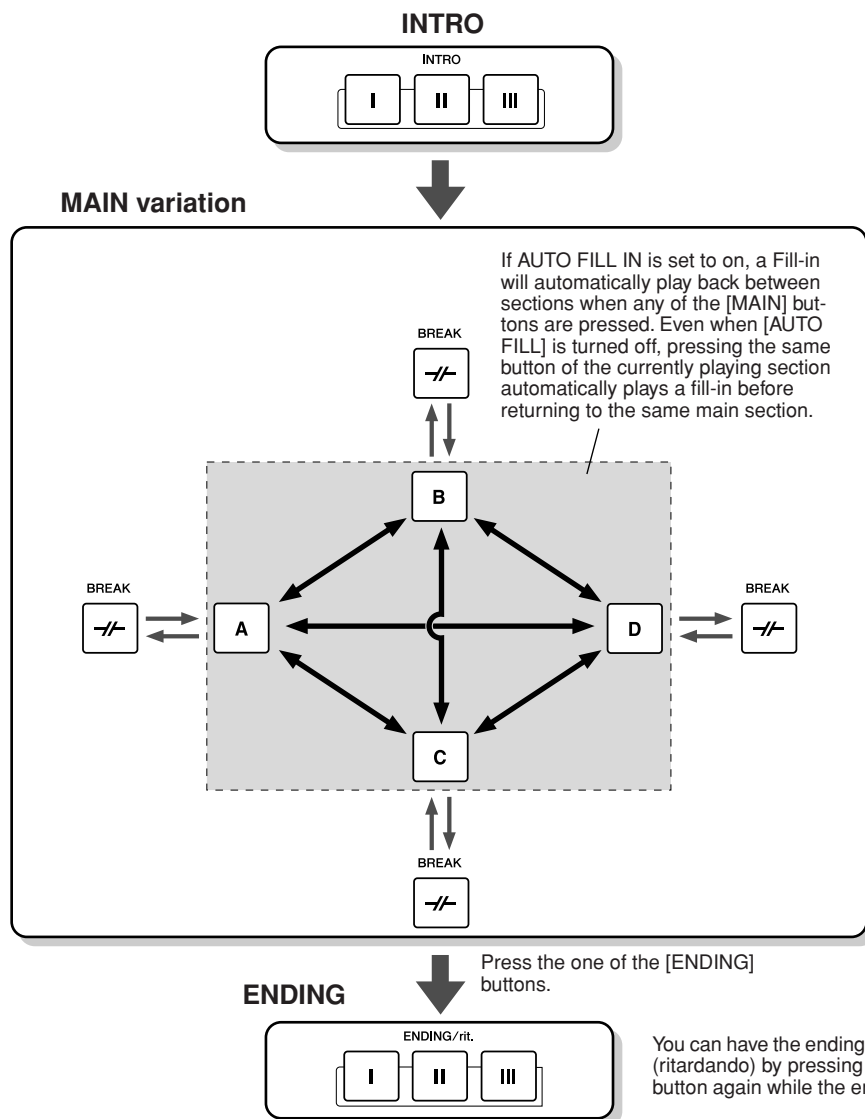 INTRO
INTRO
I II III
MAIN variation
If AUTO FILL IN is set to on, a Fill-in
will automatically play back between
sections when any of the [MAIN] but-
tons are pressed. Even when [AUTO
FILL] is turned off, pressing the same
button of the currently playing section
automatically plays a fill-in before
returning to the same main section.
BREAK
B
BREAK
A
D
BREAK
C
BREAK
Press the one of the [ENDING]
buttons.
ENDING
ENDING/rit.
I II III
You can have the ending
(ritardando) by pressing
button again while the